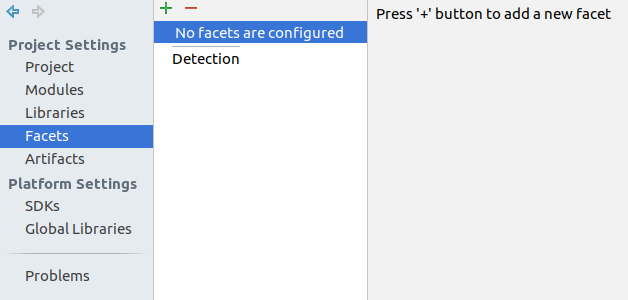 Project Settings
Project
Modules
Libraries
Facets
Artifacts
Platform Settings
SDKs
Global Libraries
Problems
No facets are configured
Detection
Press '+' button to add a new facet